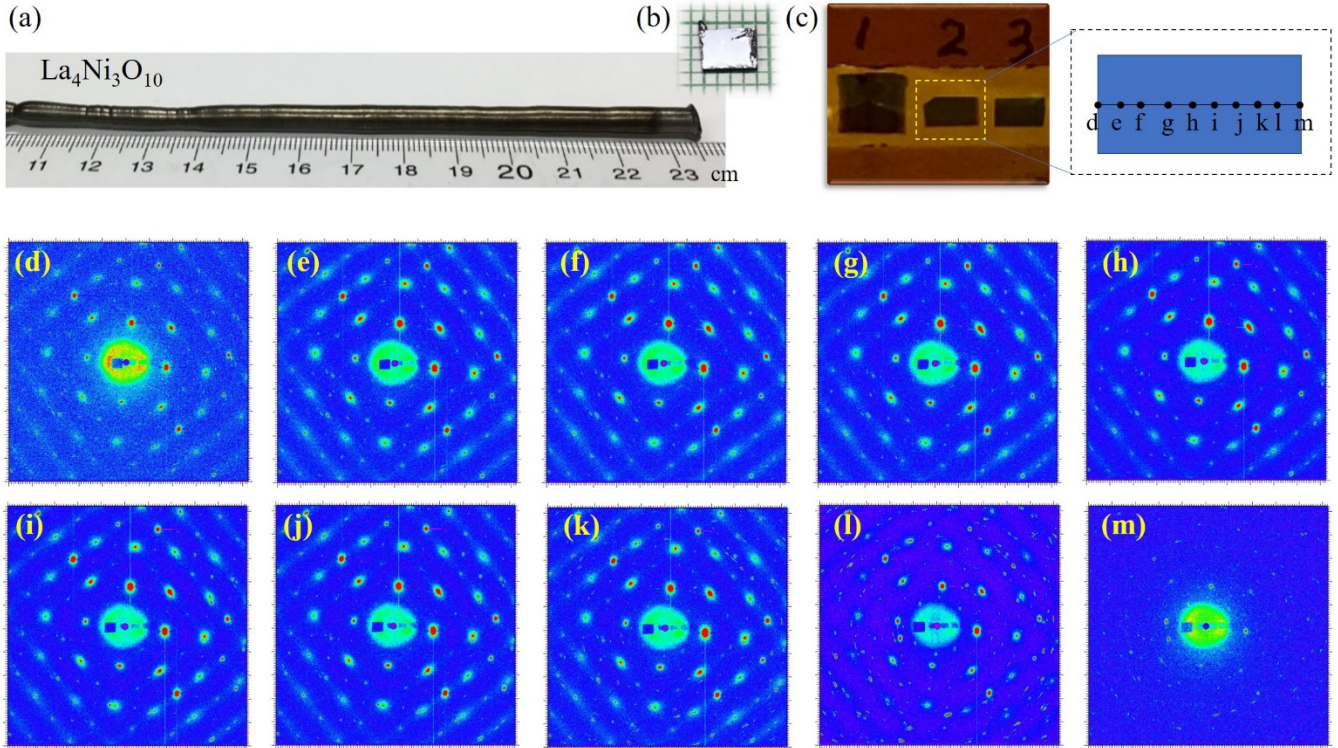 (a)
(b)
(c)
La₄Ni₃O₁₀
11 12 13 14 15 16 17 18 19 20 21 22 23 cm
1 2 3
d e f g h i j k l m
(d) (e) (f) (g) (h)
(i) (j) (k) (l) (m)